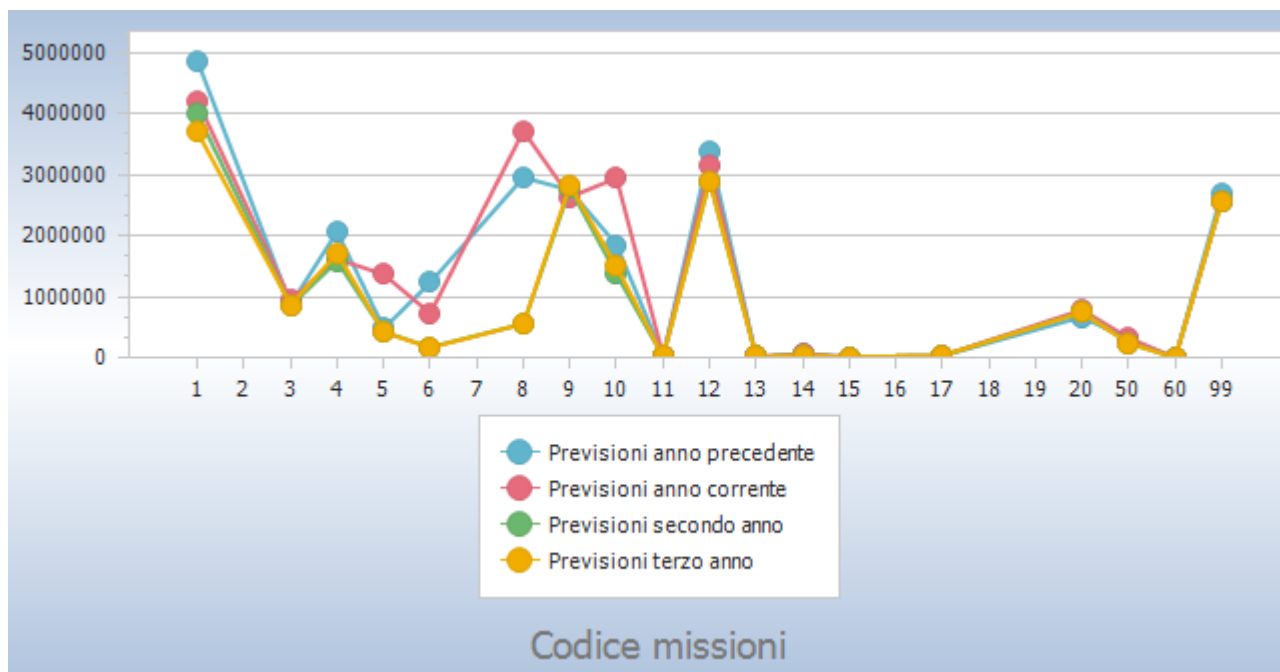 5000000
4000000
3000000
2000000
1000000
0
1 2 3 4 5 6 7 8 9 10 11 12 13 14 15 16 17 18 19 20 50 60 99
Previsioni anno precedente
Previsioni anno corrente
Previsioni secondo anno
Previsioni terzo anno
Codice missioni